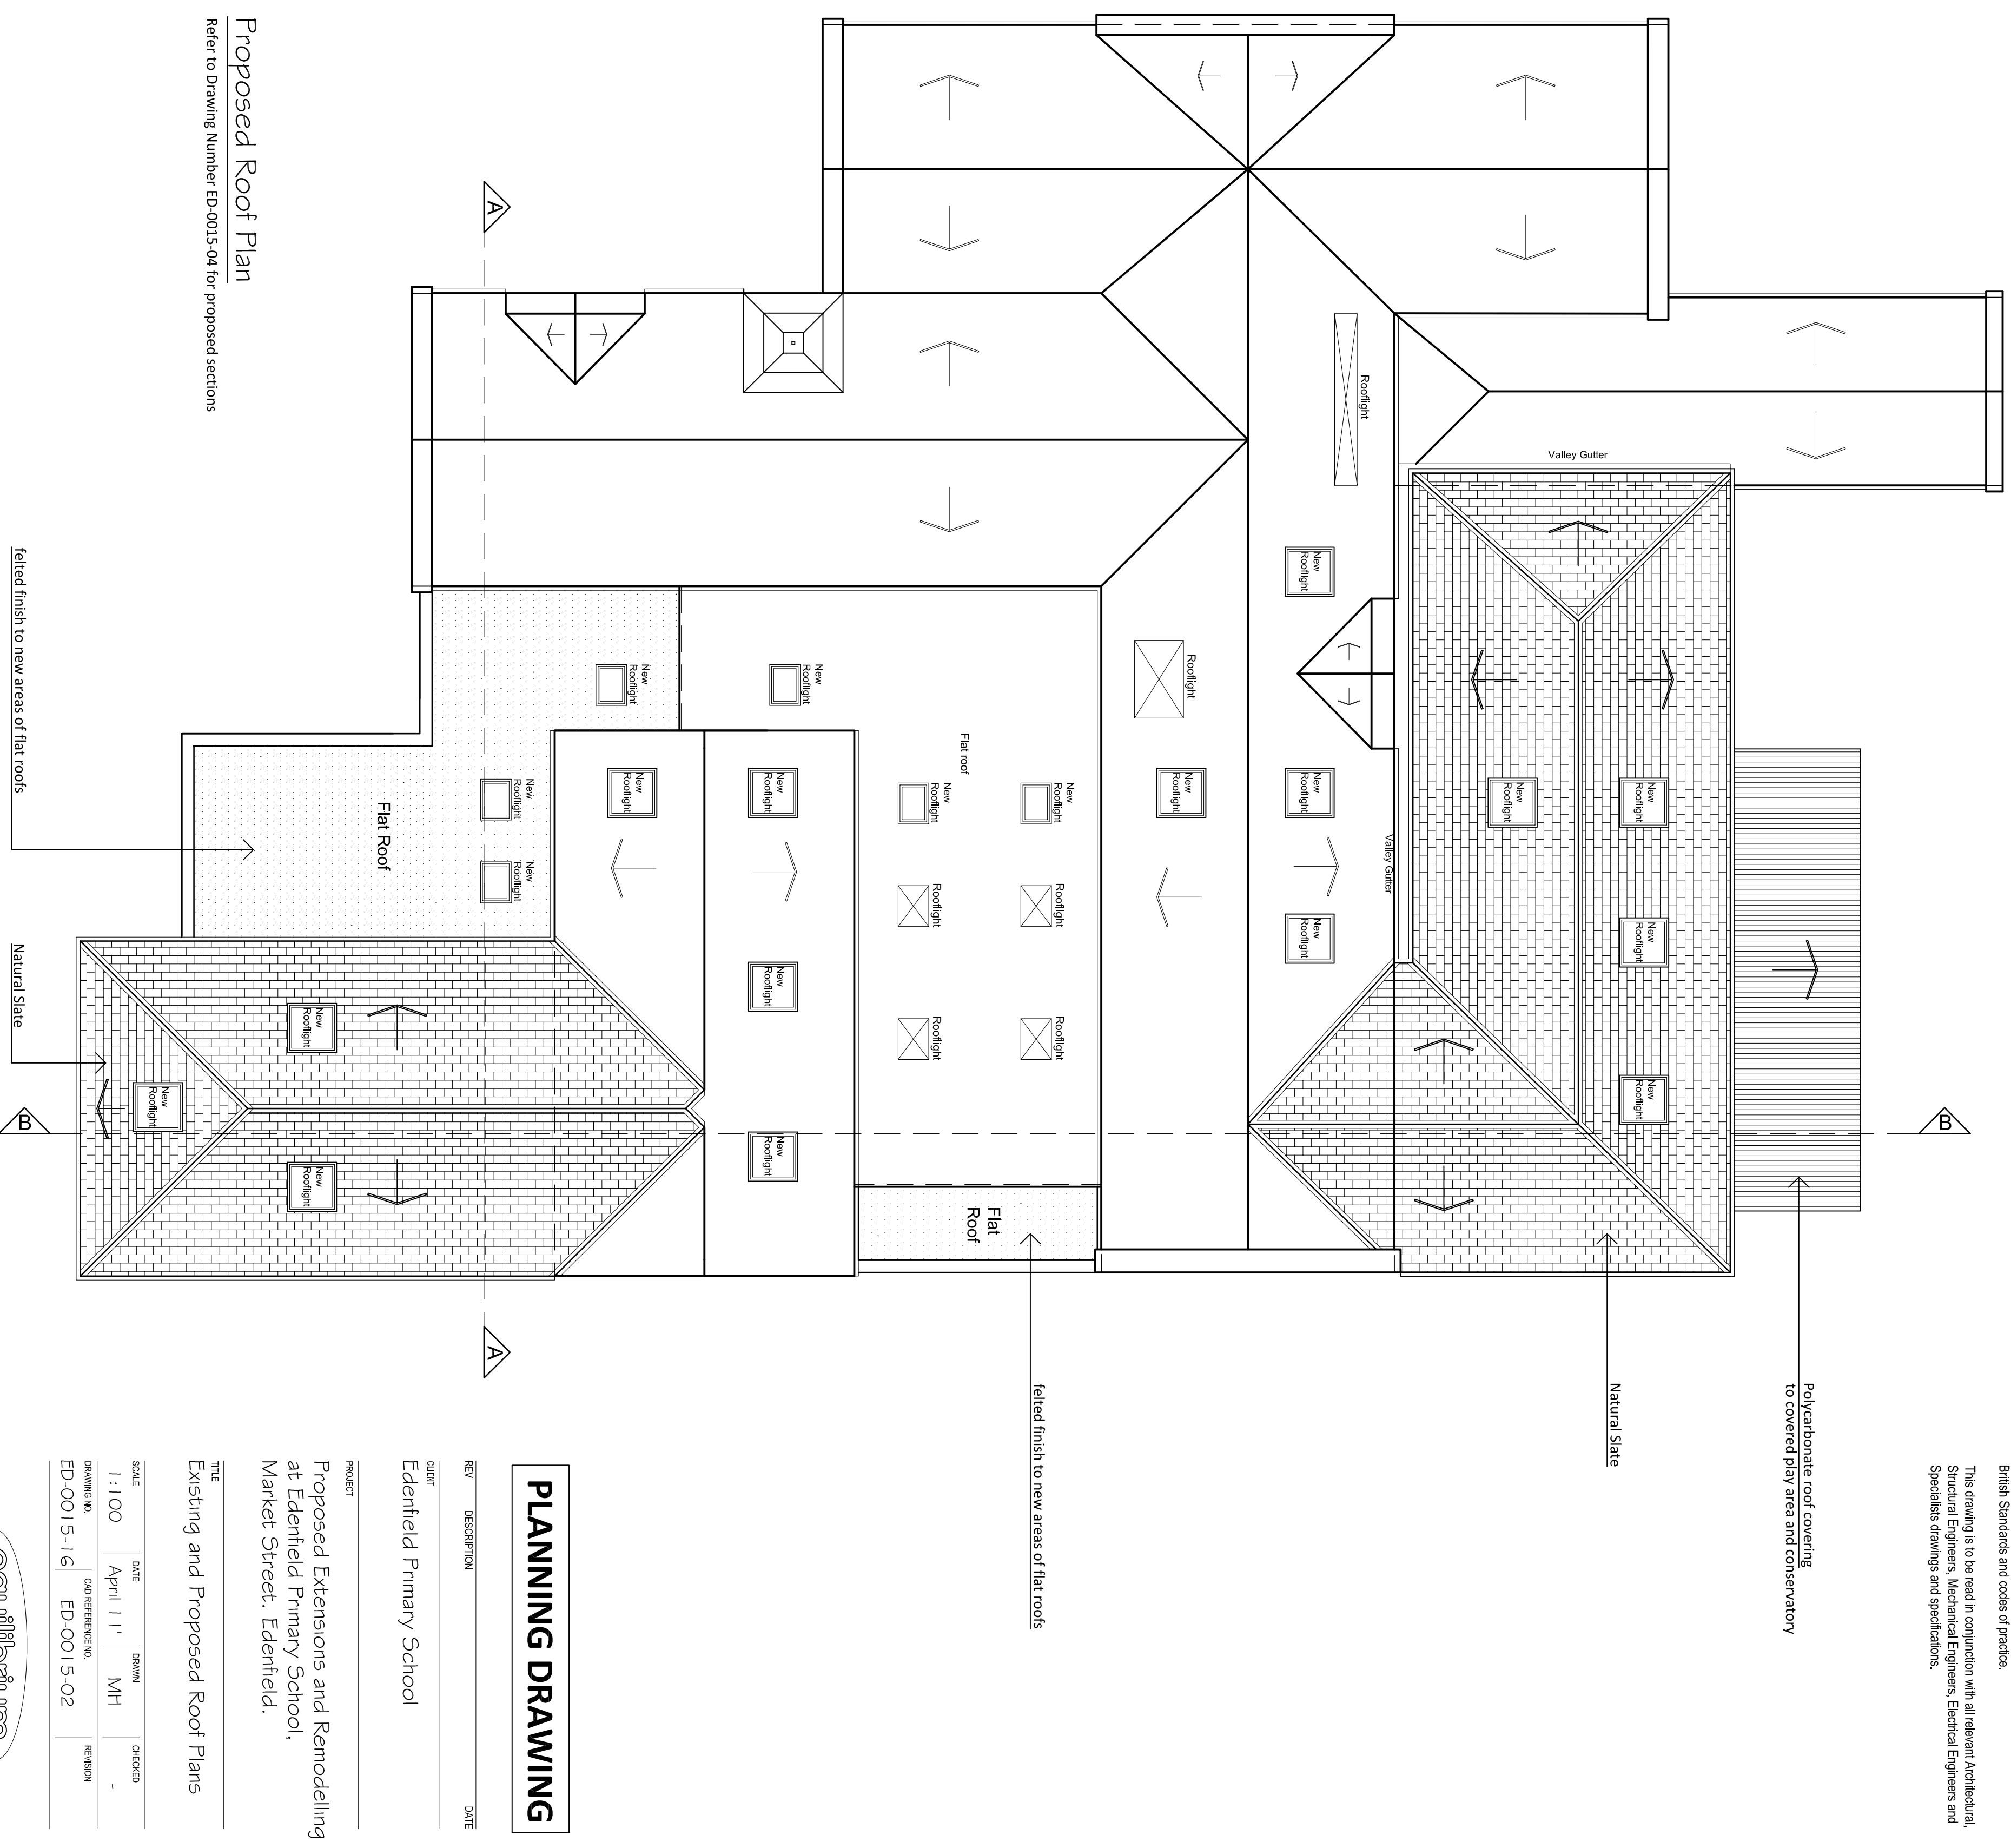 British Standards and codes of practice.
This drawing is to be read in conjunction with all relevant Architectural,
Structural Engineers, Mechanical Engineers, Electrical Engineers and
Specialists drawings and specifications.
Polycarbonate roof covering
to covered play area and conservatory
Natural Slate
felted finish to new areas of flat roofs
B
Valley Gutter
New
Rooflight
New
Rooflight
New
Rooflight
New
Rooflight
Rooflight
Valley Gutter
New
Rooflight
New
Rooflight
New
Rooflight
Rooflight
New
Rooflight
New
Rooflight
Rooflight
Rooflight
Flat roof
New
Rooflight
Rooflight
Rooflight
Flat
Roof
New
Rooflight
New
Rooflight
New
Rooflight
New
Rooflight
New
Rooflight
New
Rooflight
New
Rooflight
New
Rooflight
A
A
Flat Roof
New
Rooflight
New
Rooflight
New
Rooflight
B
Natural Slate
felted finish to new areas of flat roofs
Proposed Roof Plan
Refer to Drawing Number ED-0015-04 for proposed sections
PLANNING DRAWING
REV DESCRIPTION DATE
CLIENT
Edenfield Primary School
PROJECT
Proposed Extensions and Remodelling
at Edenfield Primary School,
Market Street. Edenfield.
TITLE
Existing and Proposed Roof Plans
SCALE DATE DRAWN CHECKED
1:100 April 11' MH -
DRAWING NO. CAD REFERENCE NO. REVISION
ED-0015-16 ED-0015-02